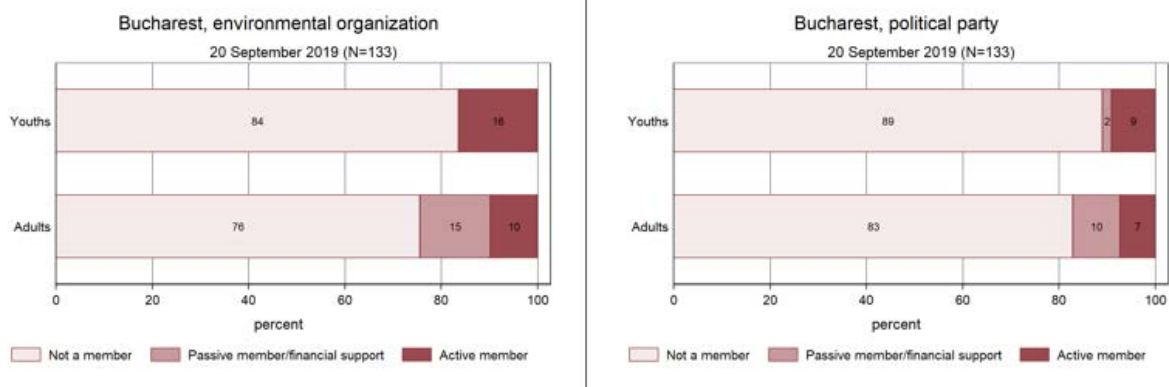 Bucharest, environmental organization
20 September 2019 (N=133)
Youths
84
16
Adults
76
15
10
0 20 40 60 80 100
percent
Not a member Passive member/financial support Active member
Bucharest, political party
20 September 2019 (N=133)
Youths
89
2
9
Adults
83
10
7
0 20 40 60 80 100
percent
Not a member Passive member/financial support Active member